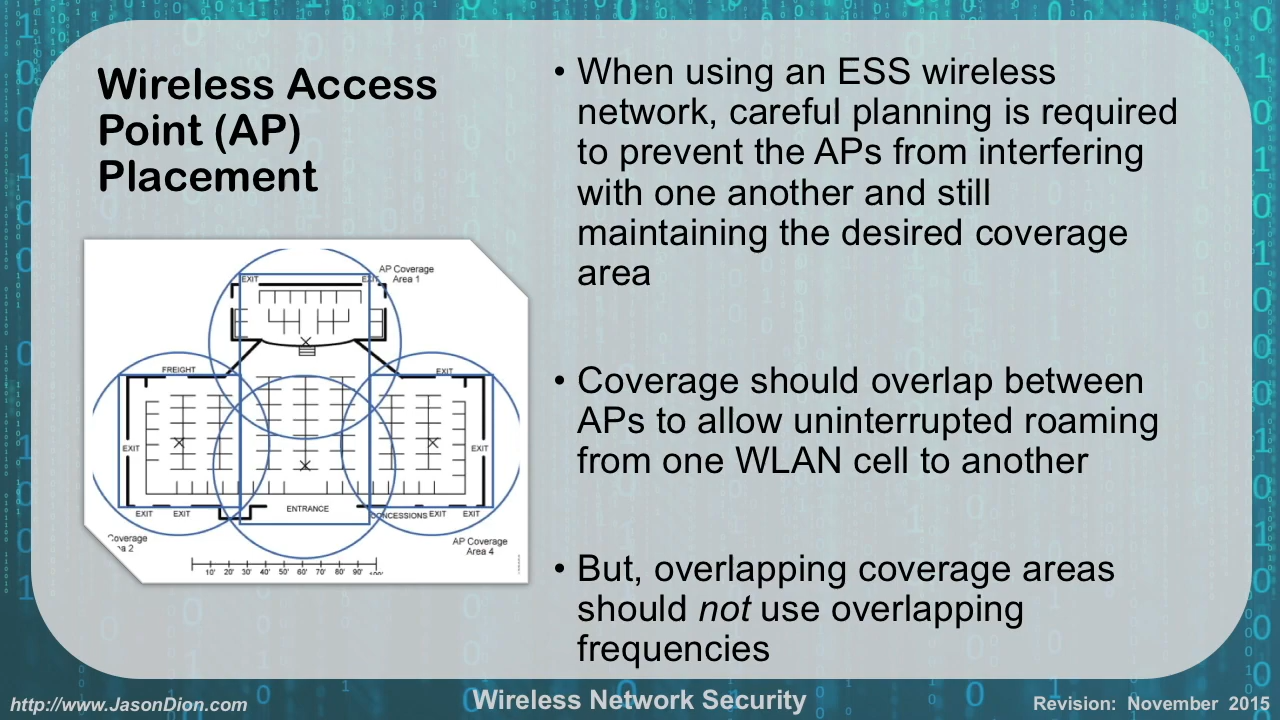 Wireless Access
Point (AP)
Placement
• When using an ESS wireless
network, careful planning is required
to prevent the APs from interfering
with one another and still
maintaining the desired coverage
area
• Coverage should overlap between
APs to allow uninterrupted roaming
from one WLAN cell to another
• But, overlapping coverage areas
should not use overlapping
frequencies
AP Coverage
Area 1
EXIT
EXIT
FREIGHT
EXIT
EXIT
EXIT
ENTRANCE
EXIT
EXIT
CONCESSIONS
EXIT
EXIT
Coverage
2
AP Coverage
Area 4
10' 20' 30' 40' 50' 60' 70' 80' 90' 100'
http://www.JasonDion.com
Wireless Network Security
Revision: November 2015